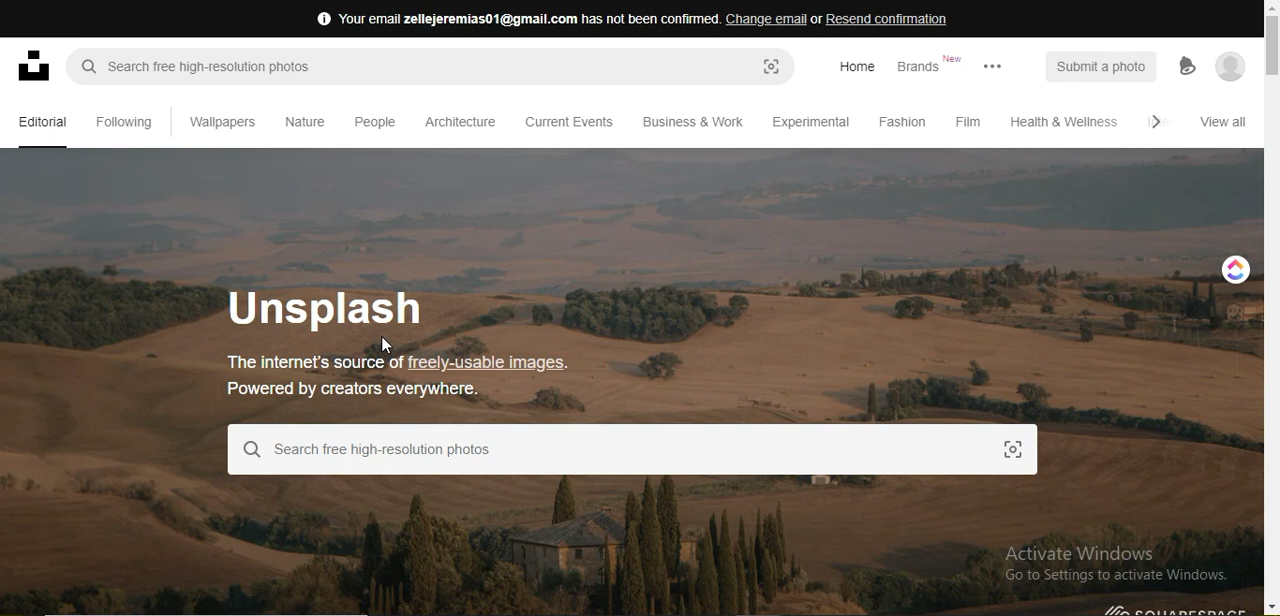 Your email zellejeremias01@gmail.com has not been confirmed. Change email or Resend confirmation
Search free high-resolution photos
Home Brands New ••• Submit a photo
Editorial Following Wallpapers Nature People Architecture Current Events Business & Work Experimental Fashion Film Health & Wellness View all
Unsplash
The internet's source of freely-usable images.
Powered by creators everywhere.
Search free high-resolution photos
Activate Windows
Go to Settings to activate Windows.
SQUARESPACE